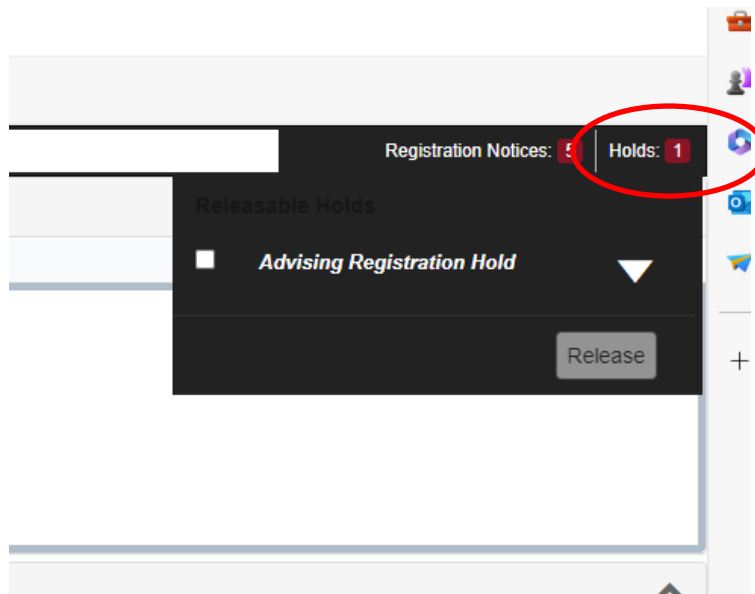 Registration Notices: 5 Holds: 1
Releasable Holds
Advising Registration Hold
Release